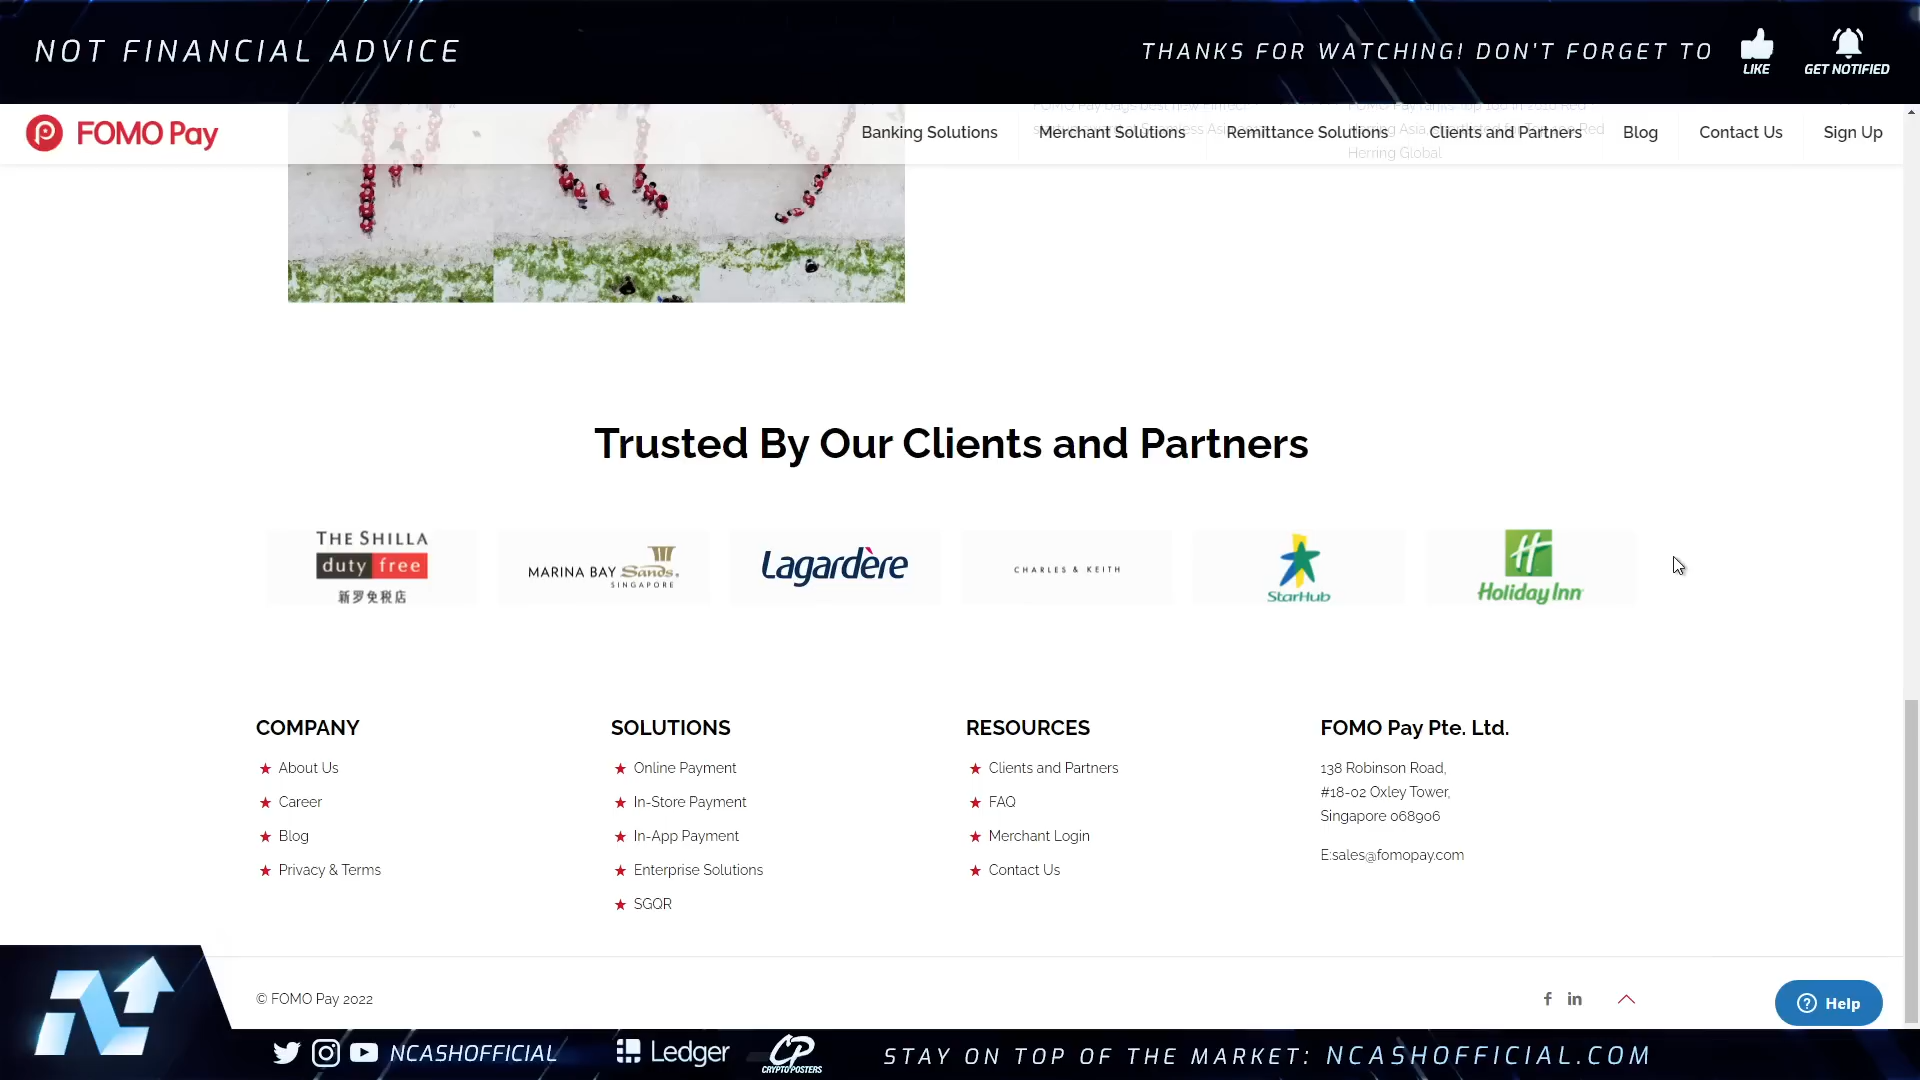 NOT FINANCIAL ADVICE
THANKS FOR WATCHING! DON'T FORGET TO
LIKE
GET NOTIFIED
FOMO Pay
Banking Solutions
Merchant Solutions
Remittance Solutions
Clients and Partners
Blog
Contact Us
Sign Up
Herring Global
Trusted By Our Clients and Partners
THE SHILLA
duty free
新罗免税店
MARINA BAY Sands.
SINGAPORE
Lagardère
CHARLES & KEITH
StarHub
H
Holiday Inn
COMPANY
About Us
Career
Blog
Privacy & Terms
SOLUTIONS
Online Payment
In-Store Payment
In-App Payment
Enterprise Solutions
SGQR
RESOURCES
Clients and Partners
FAQ
Merchant Login
Contact Us
FOMO Pay Pte. Ltd.
138 Robinson Road,
#18-02 Oxley Tower,
Singapore 068906
E:sales@fomopay.com
© FOMO Pay 2022
f in
? Help
NCASHOFFICIAL
Ledger
CP
CRYPTOPOSTERS
STAY ON TOP OF THE MARKET: NCASHOFFICIAL.COM